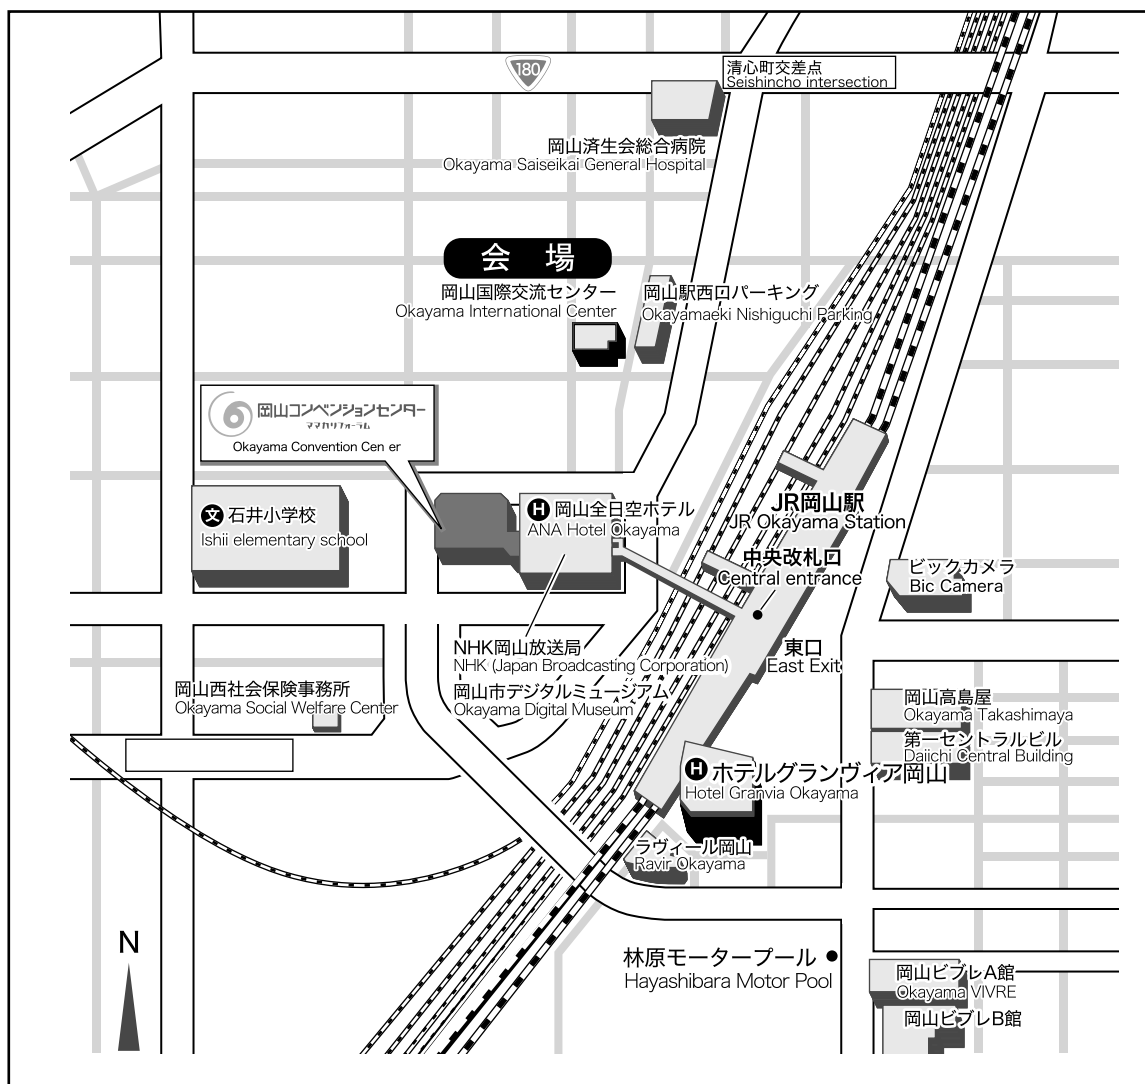 180
清心町交差点
Seishincho intersection
岡山済生会総合病院
Okayama Saiseikai General Hospital
会 場
岡山国際交流センター
Okayama International Center
岡山駅西口パーキング
Okayamaeki Nishiguchi Parking
岡山コンベンションセンター
ママカリフォーラム
Okayama Convention Cen er
文 石井小学校
Ishii elementary school
H 岡山全日空ホテル
ANA Hotel Okayama
JR岡山駅
JR Okayama Station
中央改札口
Central entrance
ビックカメラ
Bic Camera
NHK岡山放送局
NHK (Japan Broadcasting Corporation)
岡山市デジタルミュージアム
Okayama Digital Museum
東口
East Exit
岡山西社会保険事務所
Okayama Social Welfare Center
岡山高島屋
Okayama Takashimaya
第一セントラルビル
Daiichi Central Building
H ホテルグランヴィア岡山
Hotel Granvia Okayama
ラヴィール岡山
Ravir Okayama
N
林原モータープール
Hayashibara Motor Pool
岡山ビブレA館
Okayama VIVRE
岡山ビブレB館